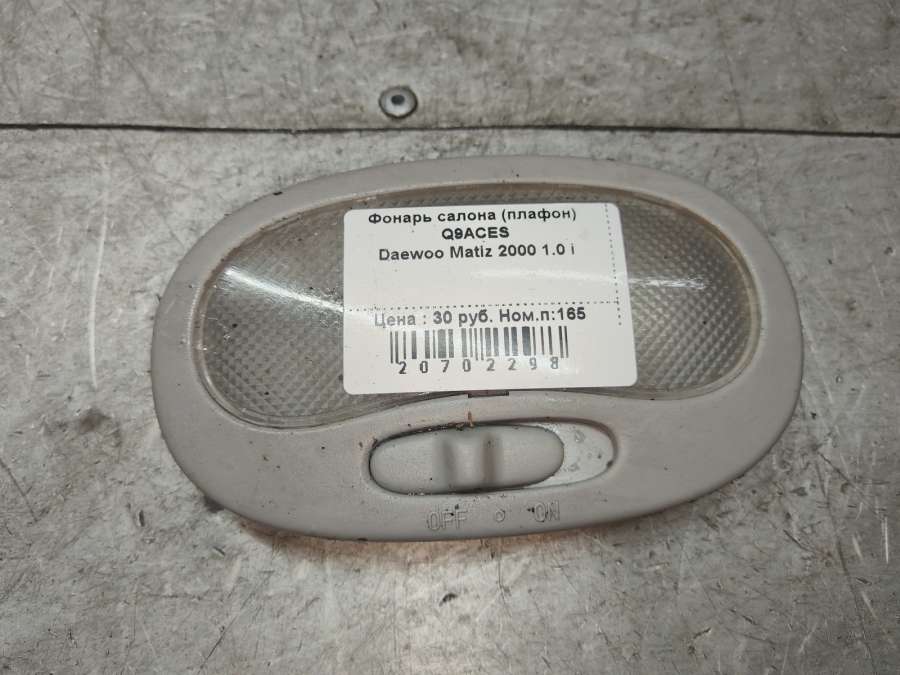 Фонарь салона (плафон)
Q9ACES
Daewoo Matiz 2000 1.0 i
Цена : 30 руб. Ном.п:165
20702298
OFF o ON